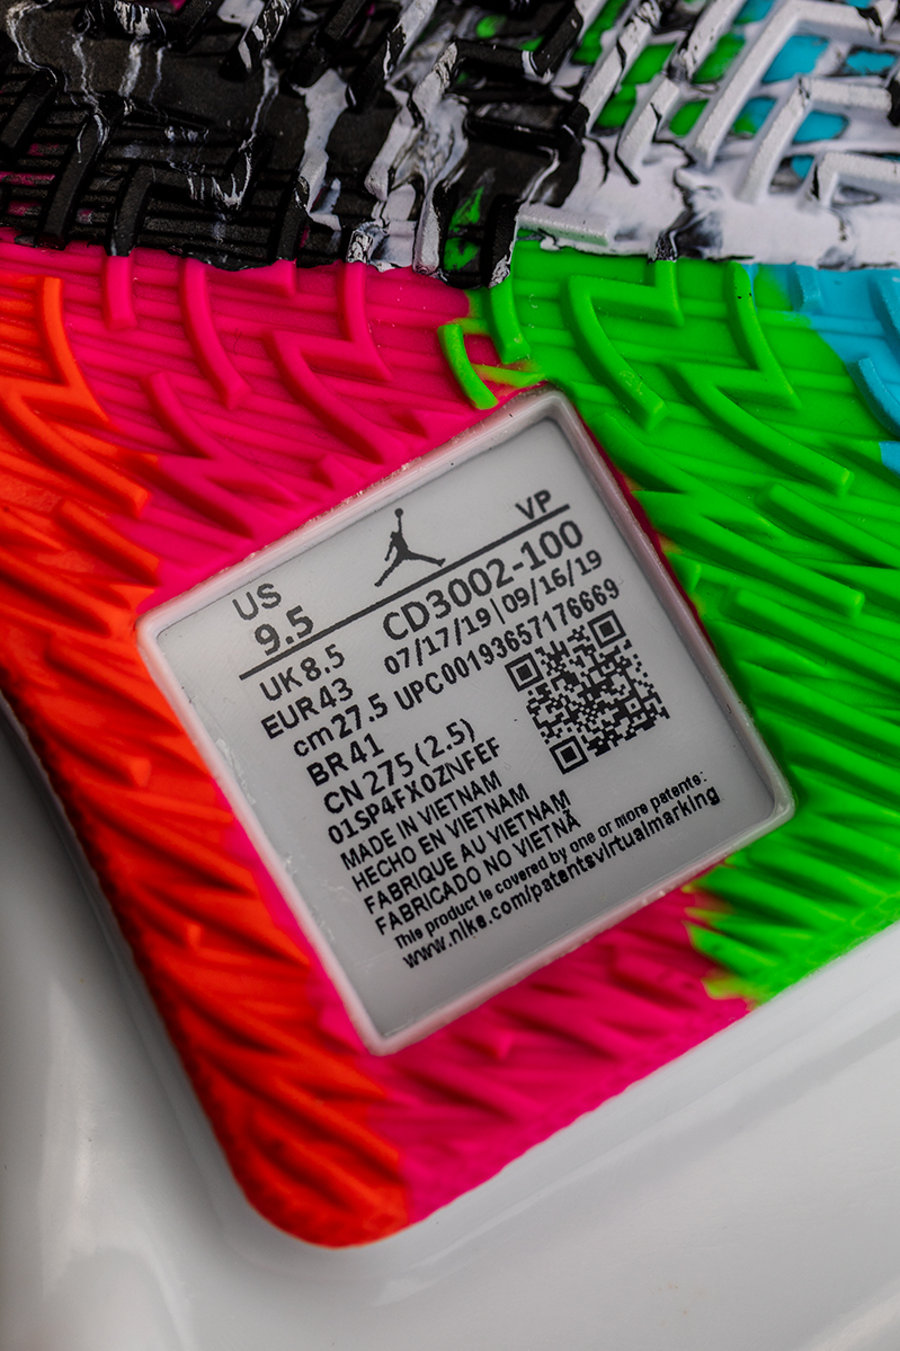 US VP
9.5 CD3002-100
UK 8.5 07/17/19|09/16/19
EUR 43 UPC 00193657176669
cm 27.5
BR 41
CN 275 (2.5)
01SP4FX0ZNFEF
MADE IN VIETNAM
HECHO EN VIETNAM
FABRIQUE AU VIETNAM
FABRICADO NO VIETNÃ
This product is covered by one or more patents:
www.nike.com/patentsvirtualmarking